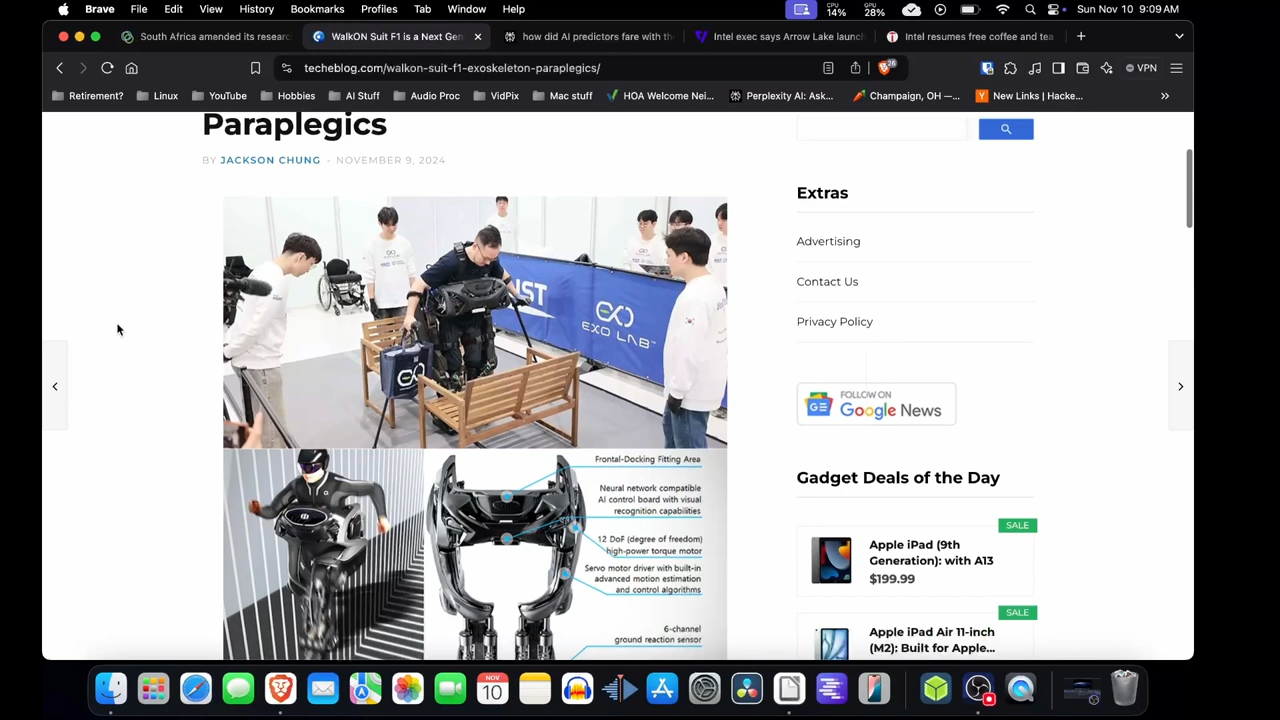 Brave File Edit View History Bookmarks Profiles Tab Window Help CPU 14% GPU 28% Sun Nov 10 9:09 AM
South Africa amended its researc WalkON Suit F1 is a Next Gen how did AI predictors fare with th Intel exec says Arrow Lake launch Intel resumes free coffee and tea
techeblog.com/walkon-suit-f1-exoskeleton-paraplegics/ 26 VPN
Retirement? Linux YouTube Hobbies AI Stuff Audio Proc VidPix Mac stuff HOA Welcome Nei... Perplexity AI: Ask... Champaign, OH —... New Links | Hacke...
Paraplegics
BY JACKSON CHUNG - NOVEMBER 9, 2024
EXO LAB
Frontal-Docking Fitting Area
Neural network compatible
AI control board with visual
recognition capabilities
12 DoF (degree of freedom)
high-power torque motor
Servo motor driver with built-in
advanced motion estimation
and control algorithms
6-channel
ground reaction sensor
Extras
Advertising
Contact Us
Privacy Policy
FOLLOW ON
Google News
Gadget Deals of the Day
SALE
Apple iPad (9th
Generation): with A13
$199.99
SALE
Apple iPad Air 11-inch
(M2): Built for Apple...
NOV
10